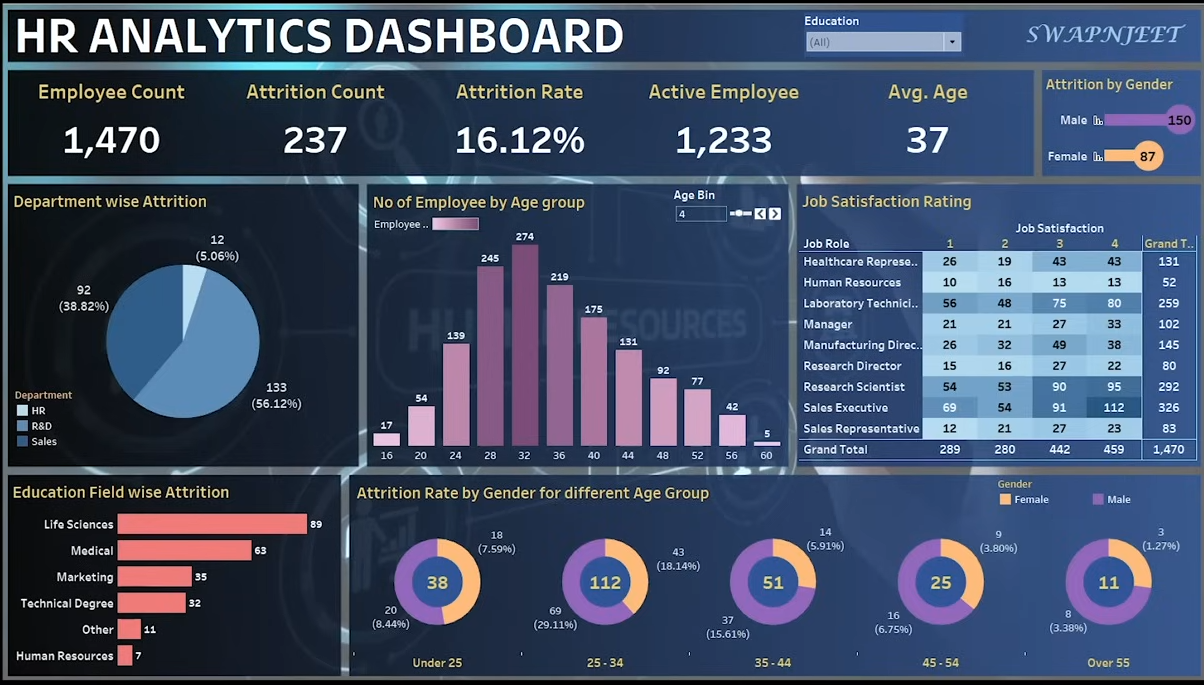 HR ANALYTICS DASHBOARD
Education
(All)
SWAPNJEET
Employee Count
1,470
Attrition Count
237
Attrition Rate
16.12%
Active Employee
1,233
Avg. Age
37
Attrition by Gender
Male 150
Female 87
Department wise Attrition
12
(5.06%)
92
(38.82%)
133
(56.12%)
Department
HR
R&D
Sales
No of Employee by Age group
Employee ..
Age Bin
4
17 54 139 245 274 219 175 131 92 77 42 5
16 20 24 28 32 36 40 44 48 52 56 60
HUMAN RESOURCES
Job Satisfaction Rating
Job Satisfaction
Job Role 1 2 3 4 Grand T..
Healthcare Represe.. 26 19 43 43 131
Human Resources 10 16 13 13 52
Laboratory Technici.. 56 48 75 80 259
Manager 21 21 27 33 102
Manufacturing Direc.. 26 32 49 38 145
Research Director 15 16 27 22 80
Research Scientist 54 53 90 95 292
Sales Executive 69 54 91 112 326
Sales Representative 12 21 27 23 83
Grand Total 289 280 442 459 1,470
Education Field wise Attrition
Life Sciences 89
Medical 63
Marketing 35
Technical Degree 32
Other 11
Human Resources 7
Attrition Rate by Gender for different Age Group
Gender
Female
Male
18
(7.59%)
38
20
(8.44%)
Under 25
43
(18.14%)
112
69
(29.11%)
25 - 34
14
(5.91%)
51
37
(15.61%)
35 - 44
9
(3.80%)
25
16
(6.75%)
45 - 54
3
(1.27%)
11
8
(3.38%)
Over 55